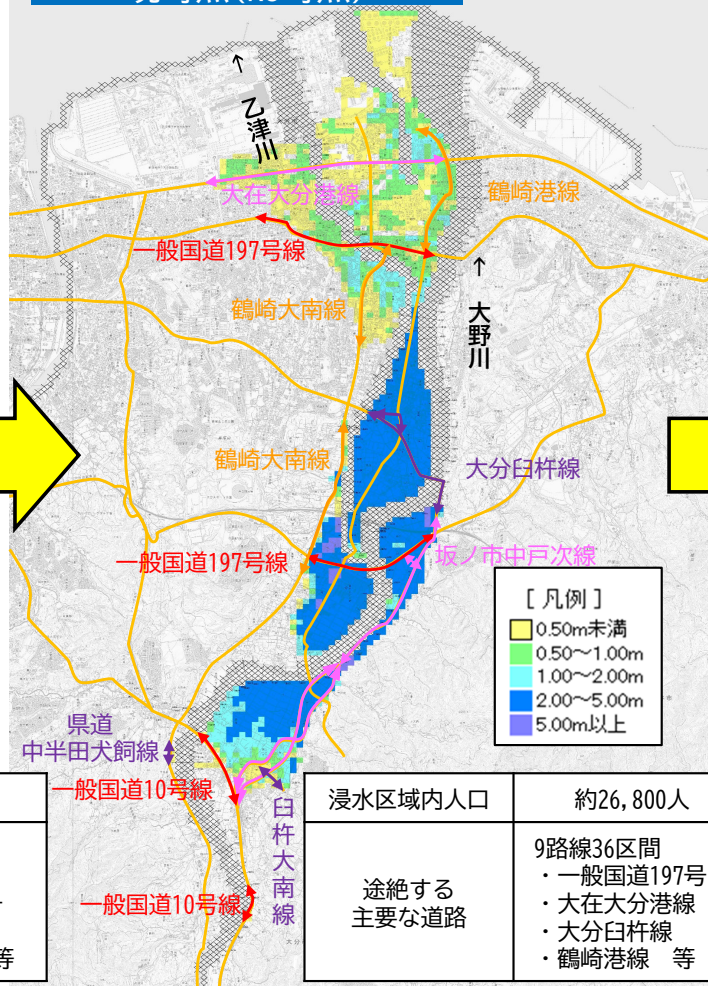 乙津川
大在大分港線
鶴崎港線
一般国道197号線
大野川
鶴崎大南線
鶴崎大南線
大分臼杵線
一般国道197号線
坂ノ市中戸次線
[ 凡例 ]
0.50m未満
0.50～1.00m
1.00～2.00m
2.00～5.00m
5.00m以上
県道
中半田犬飼線
一般国道10号線
臼杵大南線
一般国道10号線
等
浸水区域内人口
約26,800人
途絶する
主要な道路
9路線36区間
・一般国道197号
・大在大分港線
・大分臼杵線
・鶴崎港線 等